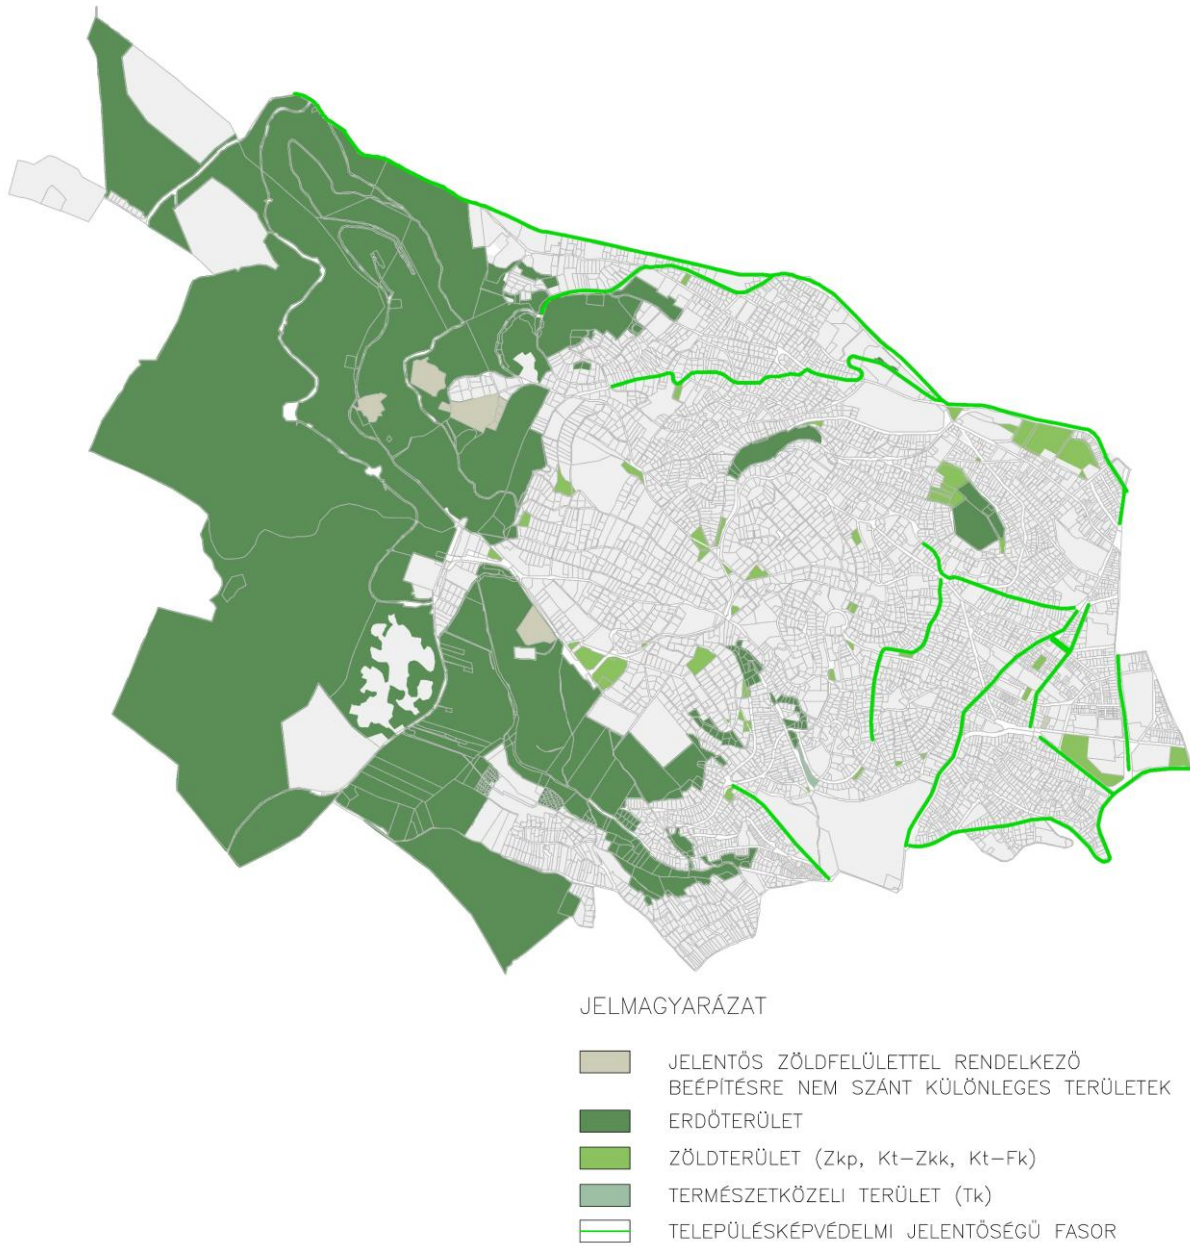 JELMAGYARÁZAT
JELENTŐS ZÖLDFELÜLETTEL RENDELKEZŐ
BEÉPÍTÉSRE NEM SZÁNT KÜLÖNLEGES TERÜLETEK
ERDŐTERÜLET
ZÖLDTERÜLET (Zkp, Kt-Zkk, Kt-Fk)
TERMÉSZETKÖZELI TERÜLET (Tk)
TELEPÜLÉSKÉPVÉDELMI JELENTŐSÉGŰ FASOR